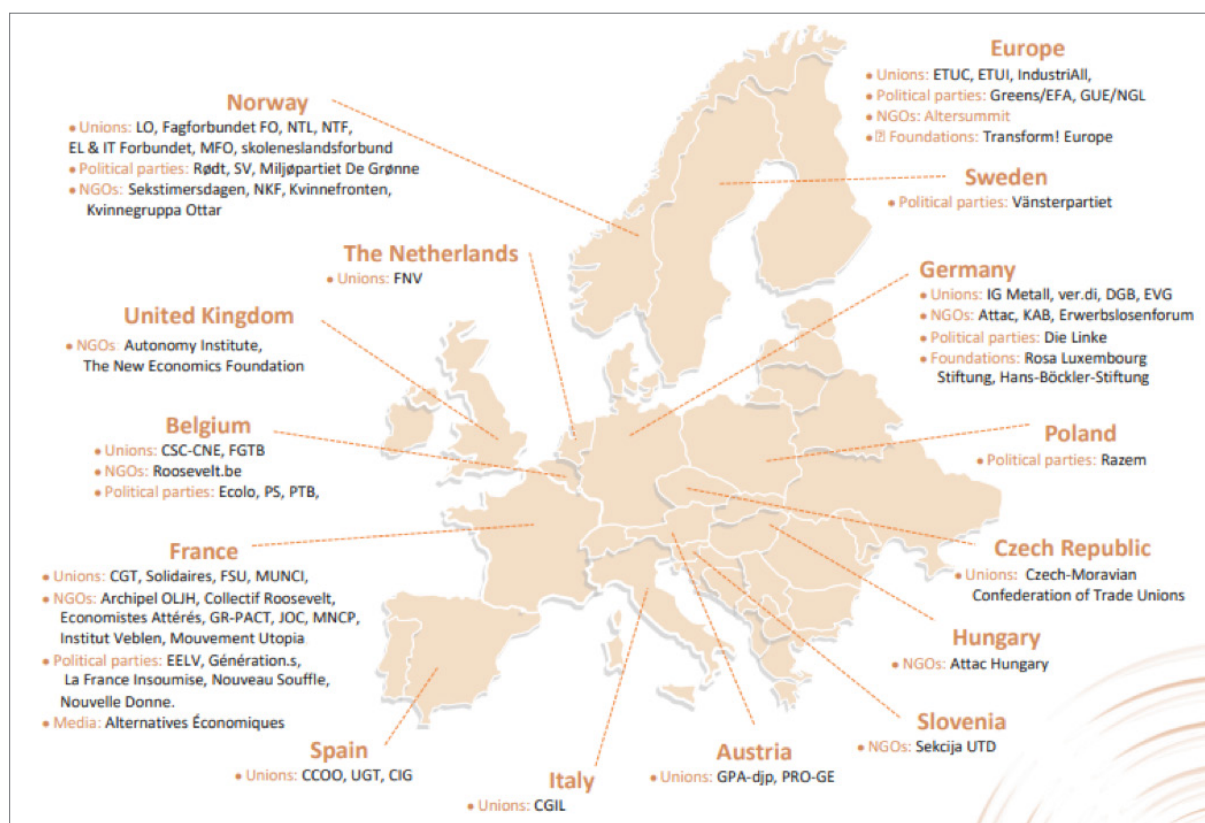 Europe
• Unions: ETUC, ETUI, IndustriAll,
• Political parties: Greens/EFA, GUE/NGL
• NGOs: Altersummit
• Foundations: Transform! Europe
Norway
• Unions: LO, Fagforbundet FO, NTL, NTF,
EL & IT Forbundet, MFO, skoleneslandsforbund
• Political parties: Rødt, SV, Miljøpartiet De Grønne
• NGOs: Sekstimersdagen, NKF, Kvinnefronten,
Kvinnegruppa Ottar
Sweden
• Political parties: Vänsterpartiet
The Netherlands
• Unions: FNV
Germany
• Unions: IG Metall, ver.di, DGB, EVG
• NGOs: Attac, KAB, Erwerbslosenforum
• Political parties: Die Linke
• Foundations: Rosa Luxembourg
Stiftung, Hans-Böckler-Stiftung
United Kingdom
• NGOs: Autonomy Institute,
The New Economics Foundation
Belgium
• Unions: CSC-CNE, FGTB
• NGOs: Roosevelt.be
• Political parties: Ecolo, PS, PTB,
Poland
• Political parties: Razem
France
• Unions: CGT, Solidaires, FSU, MUNCI,
• NGOs: Archipel OLJH, Collectif Roosevelt,
Economistes Attérés, GR-PACT, JOC, MNCP,
Institut Veblen, Mouvement Utopia
• Political parties: EELV, Génération.s,
La France Insoumise, Nouveau Souffle,
Nouvelle Donne.
• Media: Alternatives Économiques
Czech Republic
• Unions: Czech-Moravian
Confederation of Trade Unions
Hungary
• NGOs: Attac Hungary
Slovenia
• NGOs: Sekcija UTD
Spain
• Unions: CCOO, UGT, CIG
Italy
• Unions: CGIL
Austria
• Unions: GPA-djp, PRO-GE